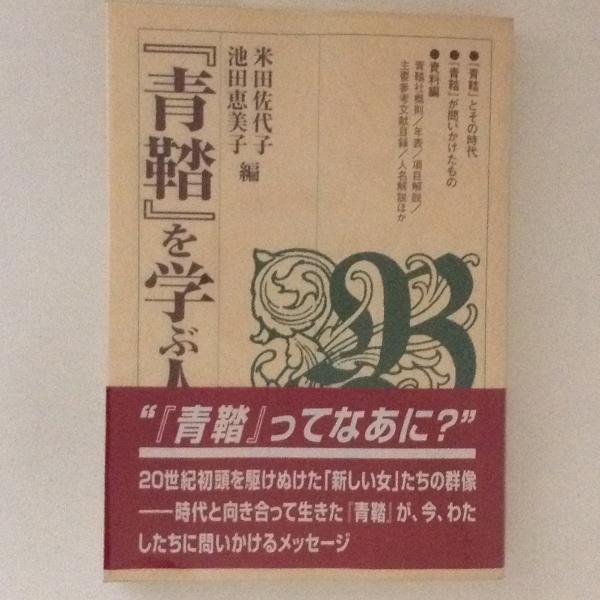 ●『青鞜』とその時代
●『青鞜』が問いかけたもの
●資料編
青鞜社概則／年表／項目解説／
主要参考文献目録／人名解説ほか
米田佐代子
池田恵美子
編
『青鞜』を学ぶ人
B
“『青鞜』ってなあに?”
20世紀初頭を駆けぬけた「新しい女」たちの群像
——時代と向き合って生きた『青鞜』が、今、わた
したちに問いかけるメッセージ